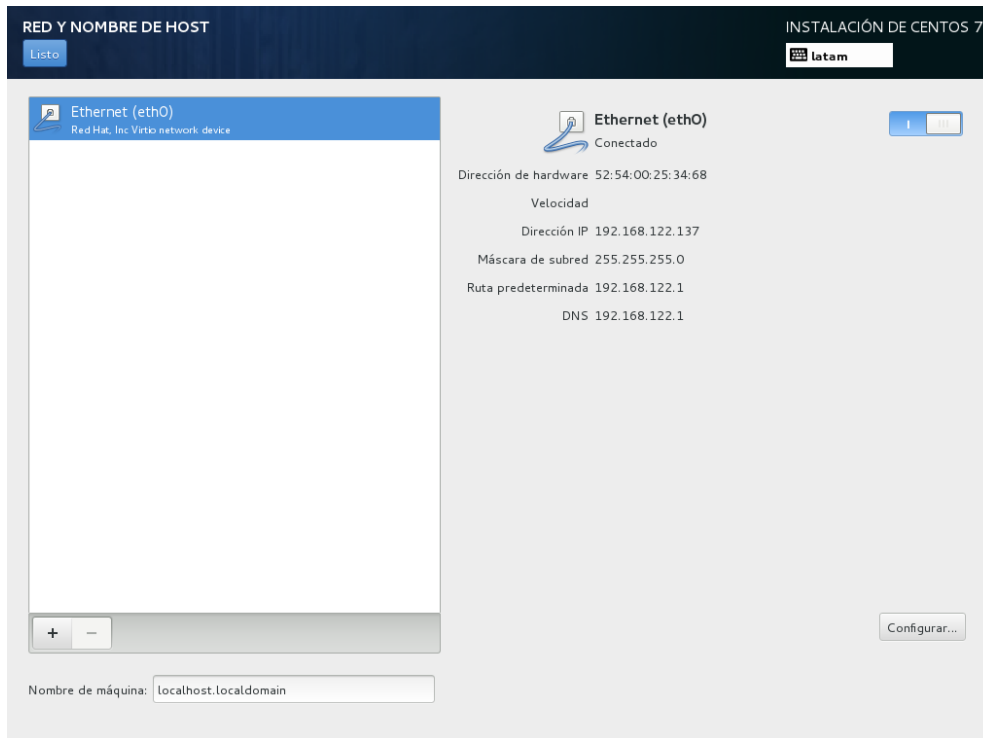 RED Y NOMBRE DE HOST
INSTALACIÓN DE CENTOS 7
Listo
latam
Ethernet (eth0)
Red Hat, Inc Virtio network device
Ethernet (eth0)
Conectado
Dirección de hardware 52:54:00:25:34:68
Velocidad
Dirección IP 192.168.122.137
Máscara de subred 255.255.255.0
Ruta predeterminada 192.168.122.1
DNS 192.168.122.1
+ −
Configurar...
Nombre de máquina: localhost.localdomain